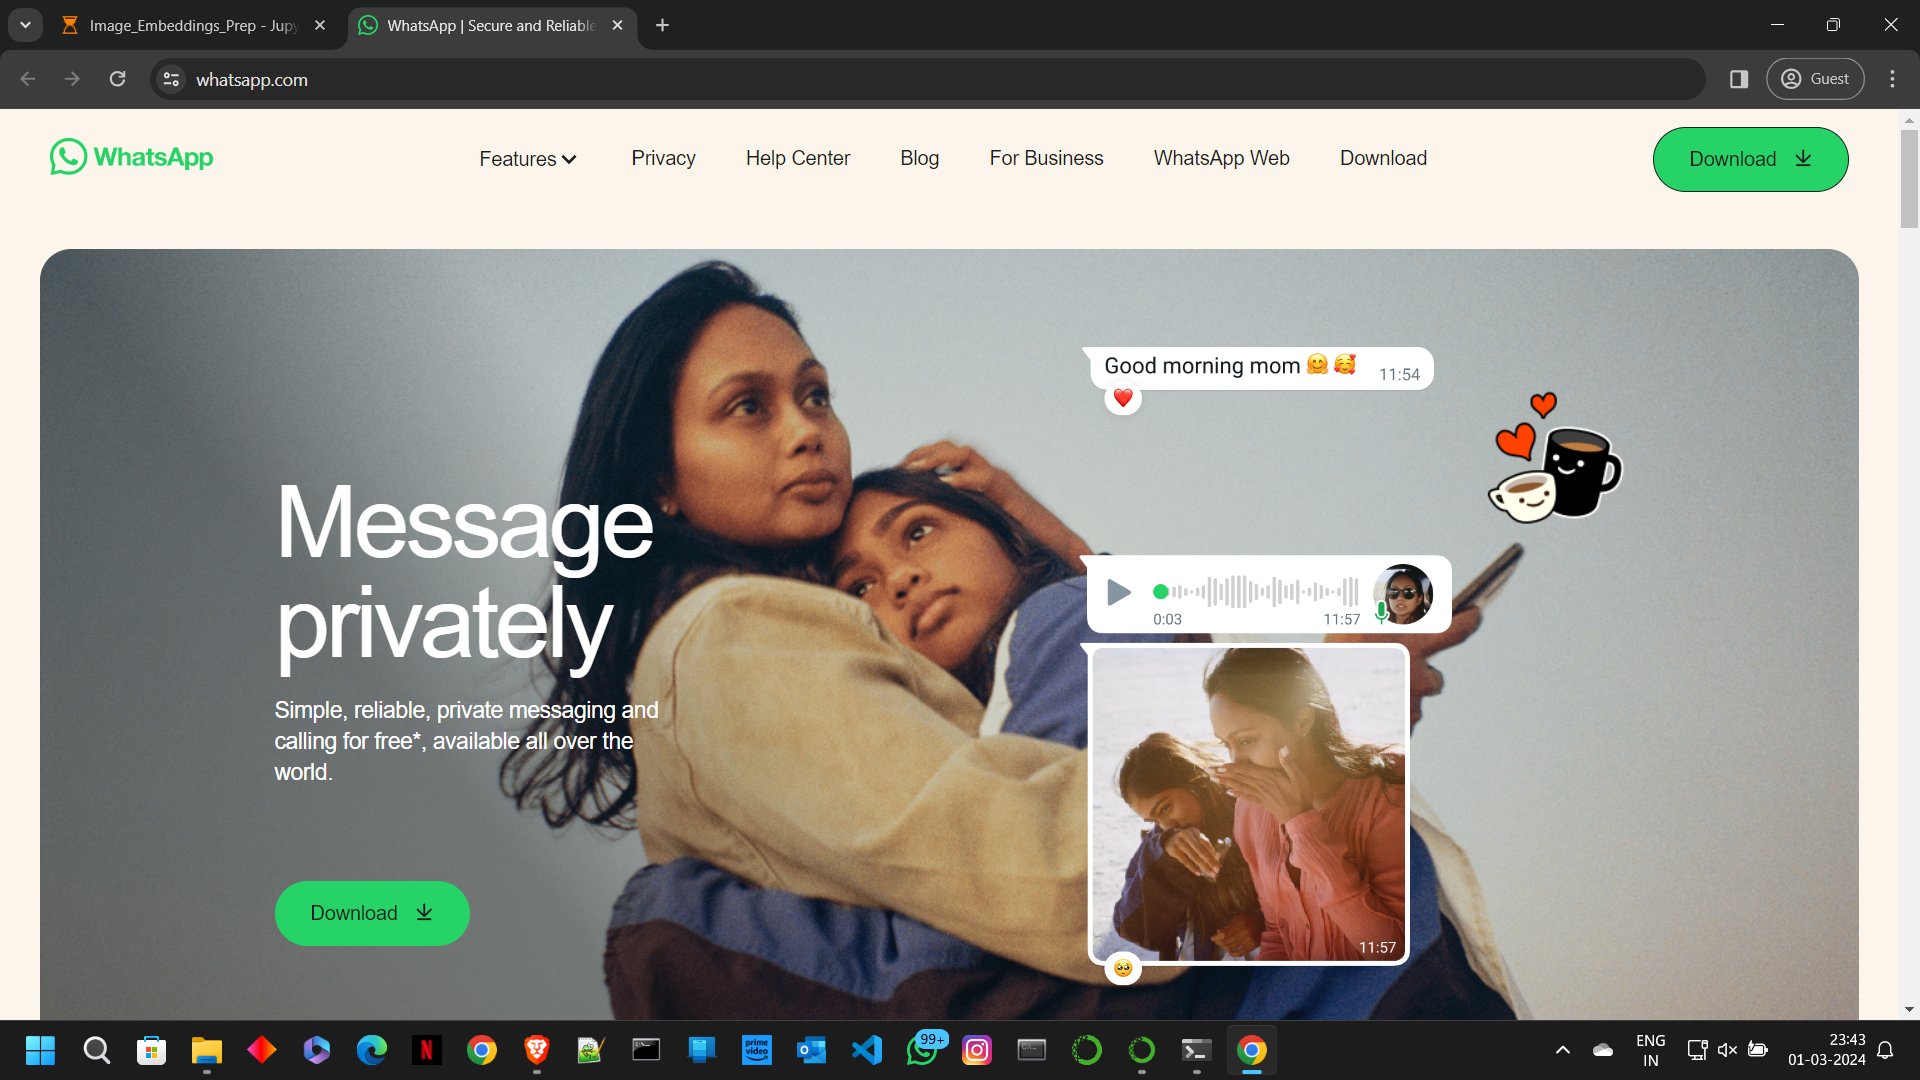 Image_Embeddings_Prep - Jupy
WhatsApp | Secure and Reliable
whatsapp.com
Guest
WhatsApp
Features
Privacy
Help Center
Blog
For Business
WhatsApp Web
Download
Download
Good morning mom 🤗 🥰 11:54
0:03 11:57
11:57
Message
privately
Simple, reliable, private messaging and
calling for free*, available all over the
world.
Download
prime
video
99+
ENG
IN
23:43
01-03-2024